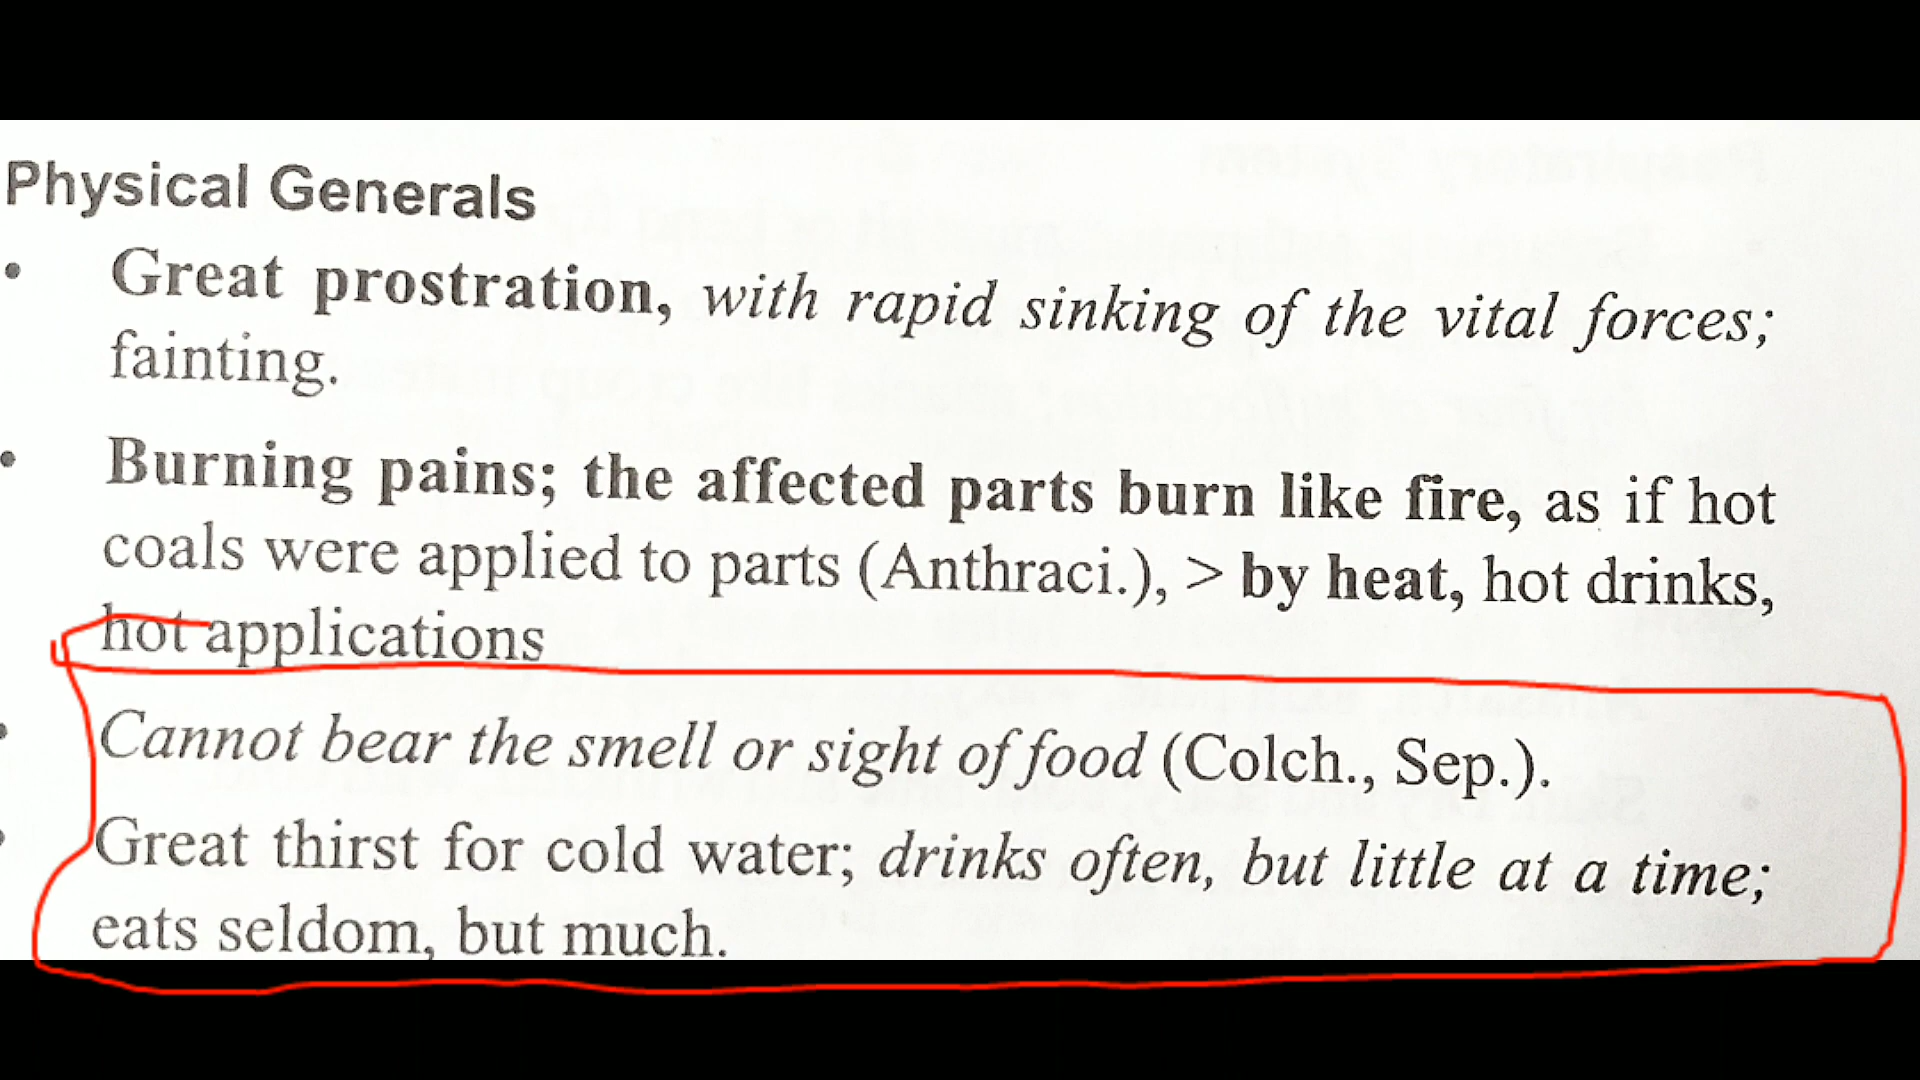 Physical Generals
• Great prostration, with rapid sinking of the vital forces;
fainting.
• Burning pains; the affected parts burn like fire, as if hot
coals were applied to parts (Anthraci.), > by heat, hot drinks,
hot applications
• Cannot bear the smell or sight of food (Colch., Sep.).
• Great thirst for cold water; drinks often, but little at a time;
eats seldom, but much.